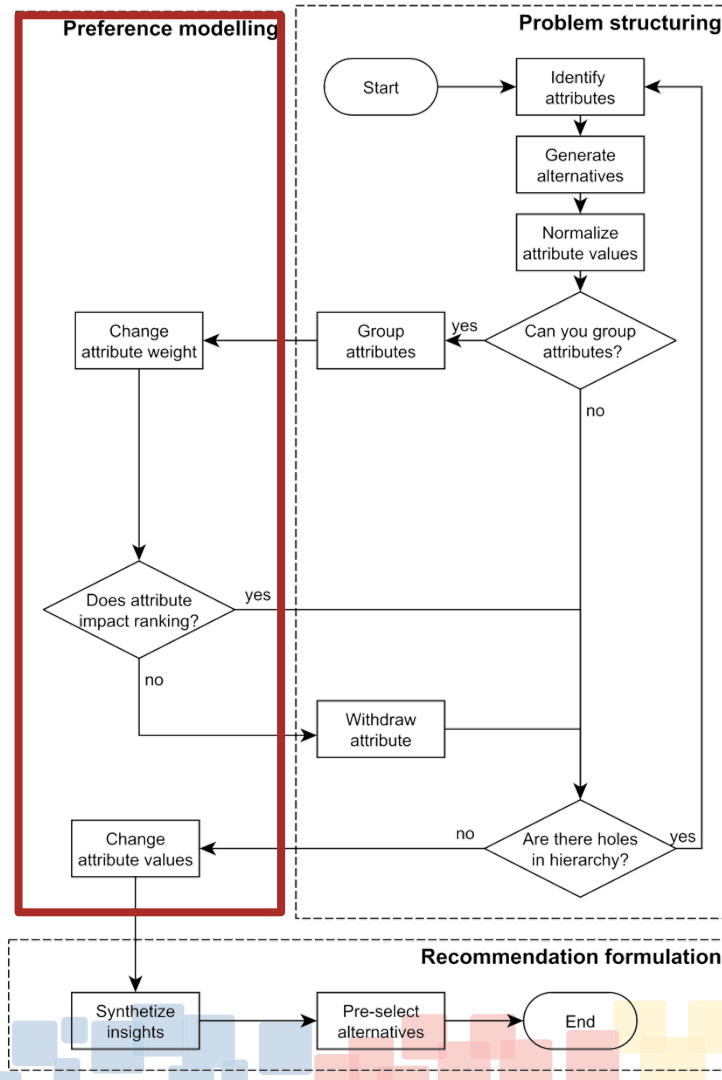 Preference modelling
Problem structuring
Start
Identify
attributes
Generate
alternatives
Normalize
attribute values
Can you group
attributes?
yes
Group
attributes
Change
attribute weight
no
Does attribute
impact ranking?
yes
no
Withdraw
attribute
Are there holes
in hierarchy?
yes
no
Change
attribute values
Recommendation formulation
Synthetize
insights
Pre-select
alternatives
End